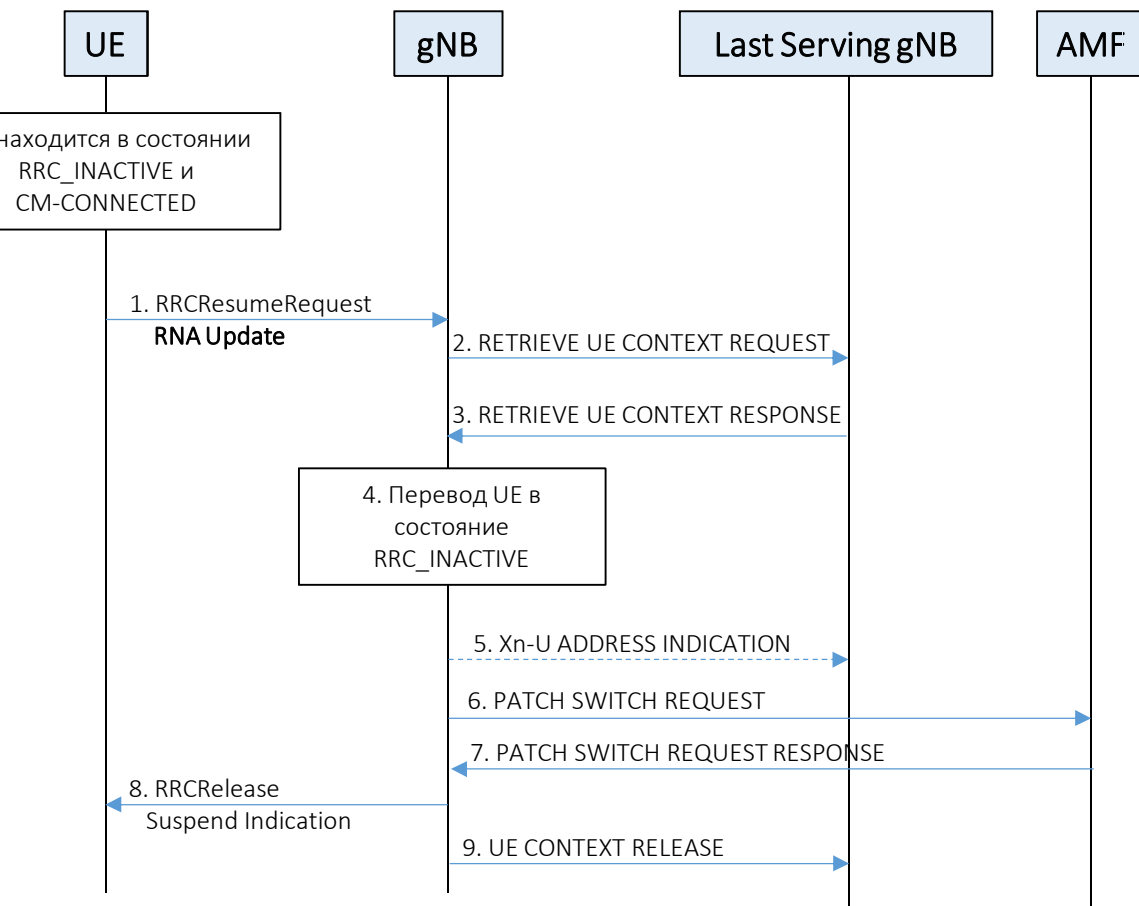 UE
gNB
Last Serving gNB
AMF
находится в состоянии
RRC_INACTIVE и
CM-CONNECTED
1. RRCResumeRequest
RNA Update
2. RETRIEVE UE CONTEXT REQUEST
3. RETRIEVE UE CONTEXT RESPONSE
4. Перевод UE в
состояние
RRC_INACTIVE
5. Xn-U ADDRESS INDICATION
6. PATCH SWITCH REQUEST
7. PATCH SWITCH REQUEST RESPONSE
8. RRCRelease
Suspend Indication
9. UE CONTEXT RELEASE